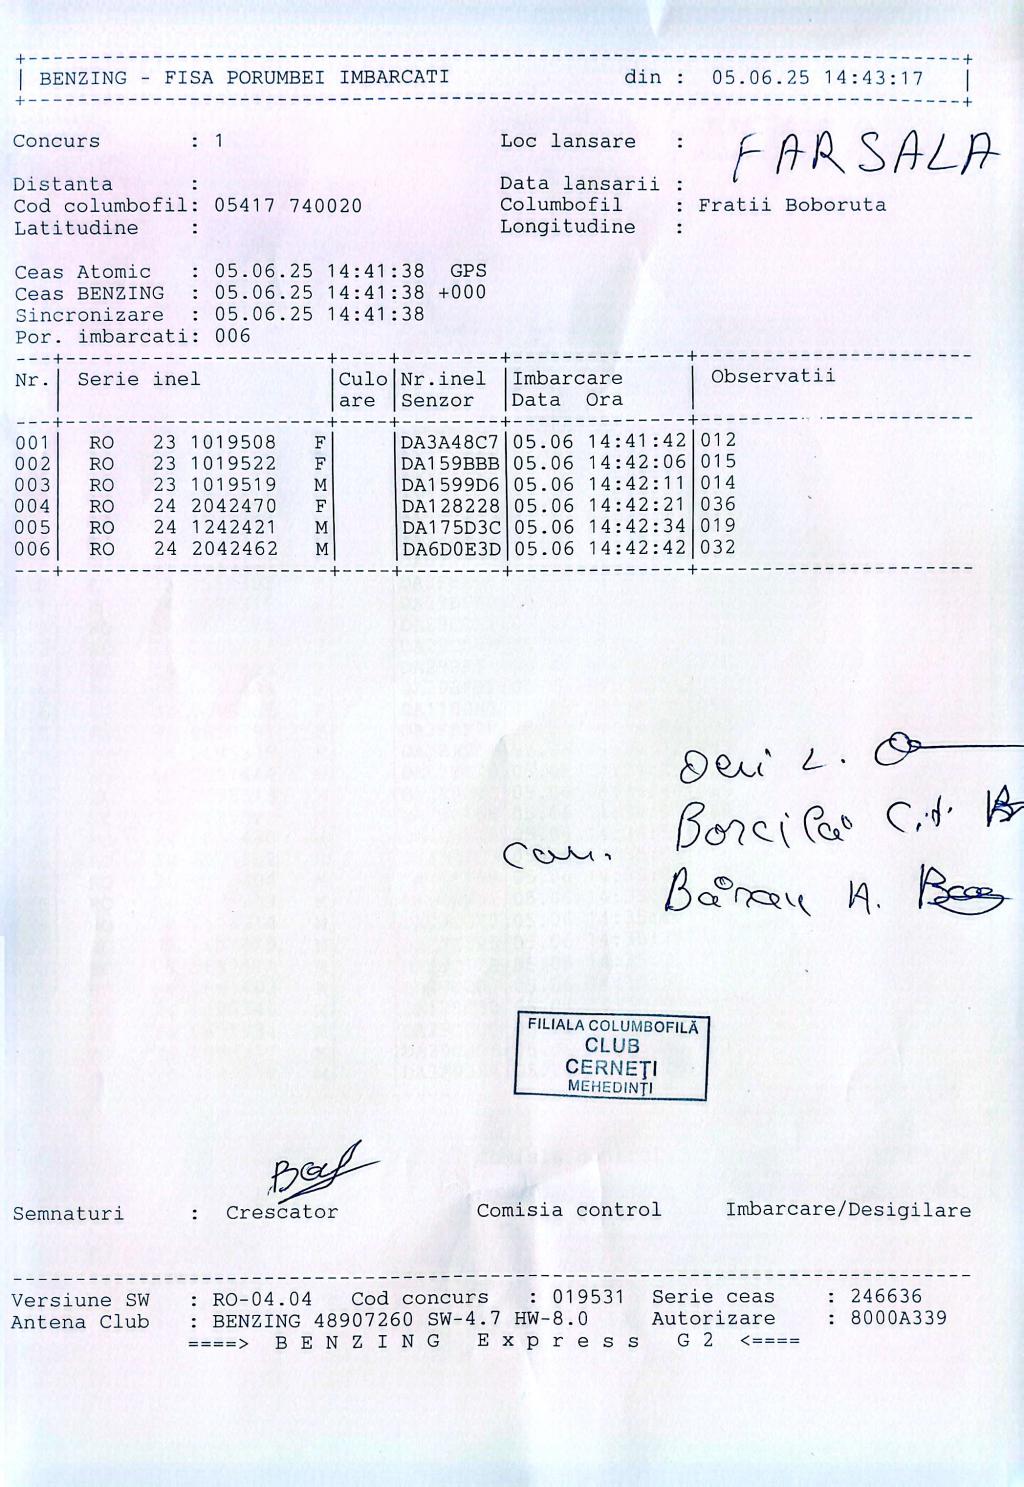 BENZING - FISA PORUMBEI IMBARCATI din : 05.06.25 14:43:17
Concurs : 1 Loc lansare : FARSALA
Distanta : Data lansarii :
Cod columbofil: 05417 740020 Columbofil : Fratii Boboruta
Latitudine : Longitudine :
Ceas Atomic : 05.06.25 14:41:38 GPS
Ceas BENZING : 05.06.25 14:41:38 +000
Sincronizare : 05.06.25 14:41:38
Por. imbarcati: 006
Nr. Serie inel Culo Nr.inel Imbarcare Observatii
are Senzor Data Ora
001 RO 23 1019508 F DA3A48C7 05.06 14:41:42 012
002 RO 23 1019522 F DA159BBB 05.06 14:42:06 015
003 RO 23 1019519 M DA1599D6 05.06 14:42:11 014
004 RO 24 2042470 F DA128228 05.06 14:42:21 036
005 RO 24 1242421 M DA175D3C 05.06 14:42:34 019
006 RO 24 2042462 M DA6D0E3D 05.06 14:42:42 032
L.
Borcilă C.
A.
FILIALA COLUMBOFILĂ
CLUB
CERNEŢI
MEHEDINŢI
Semnaturi : Crescator Comisia control Imbarcare/Desigilare
Versiune SW : RO-04.04 Cod concurs : 019531 Serie ceas : 246636
Antena Club : BENZING 48907260 SW-4.7 HW-8.0 Autorizare : 8000A339
====> B E N Z I N G E x p r e s s G 2 <====